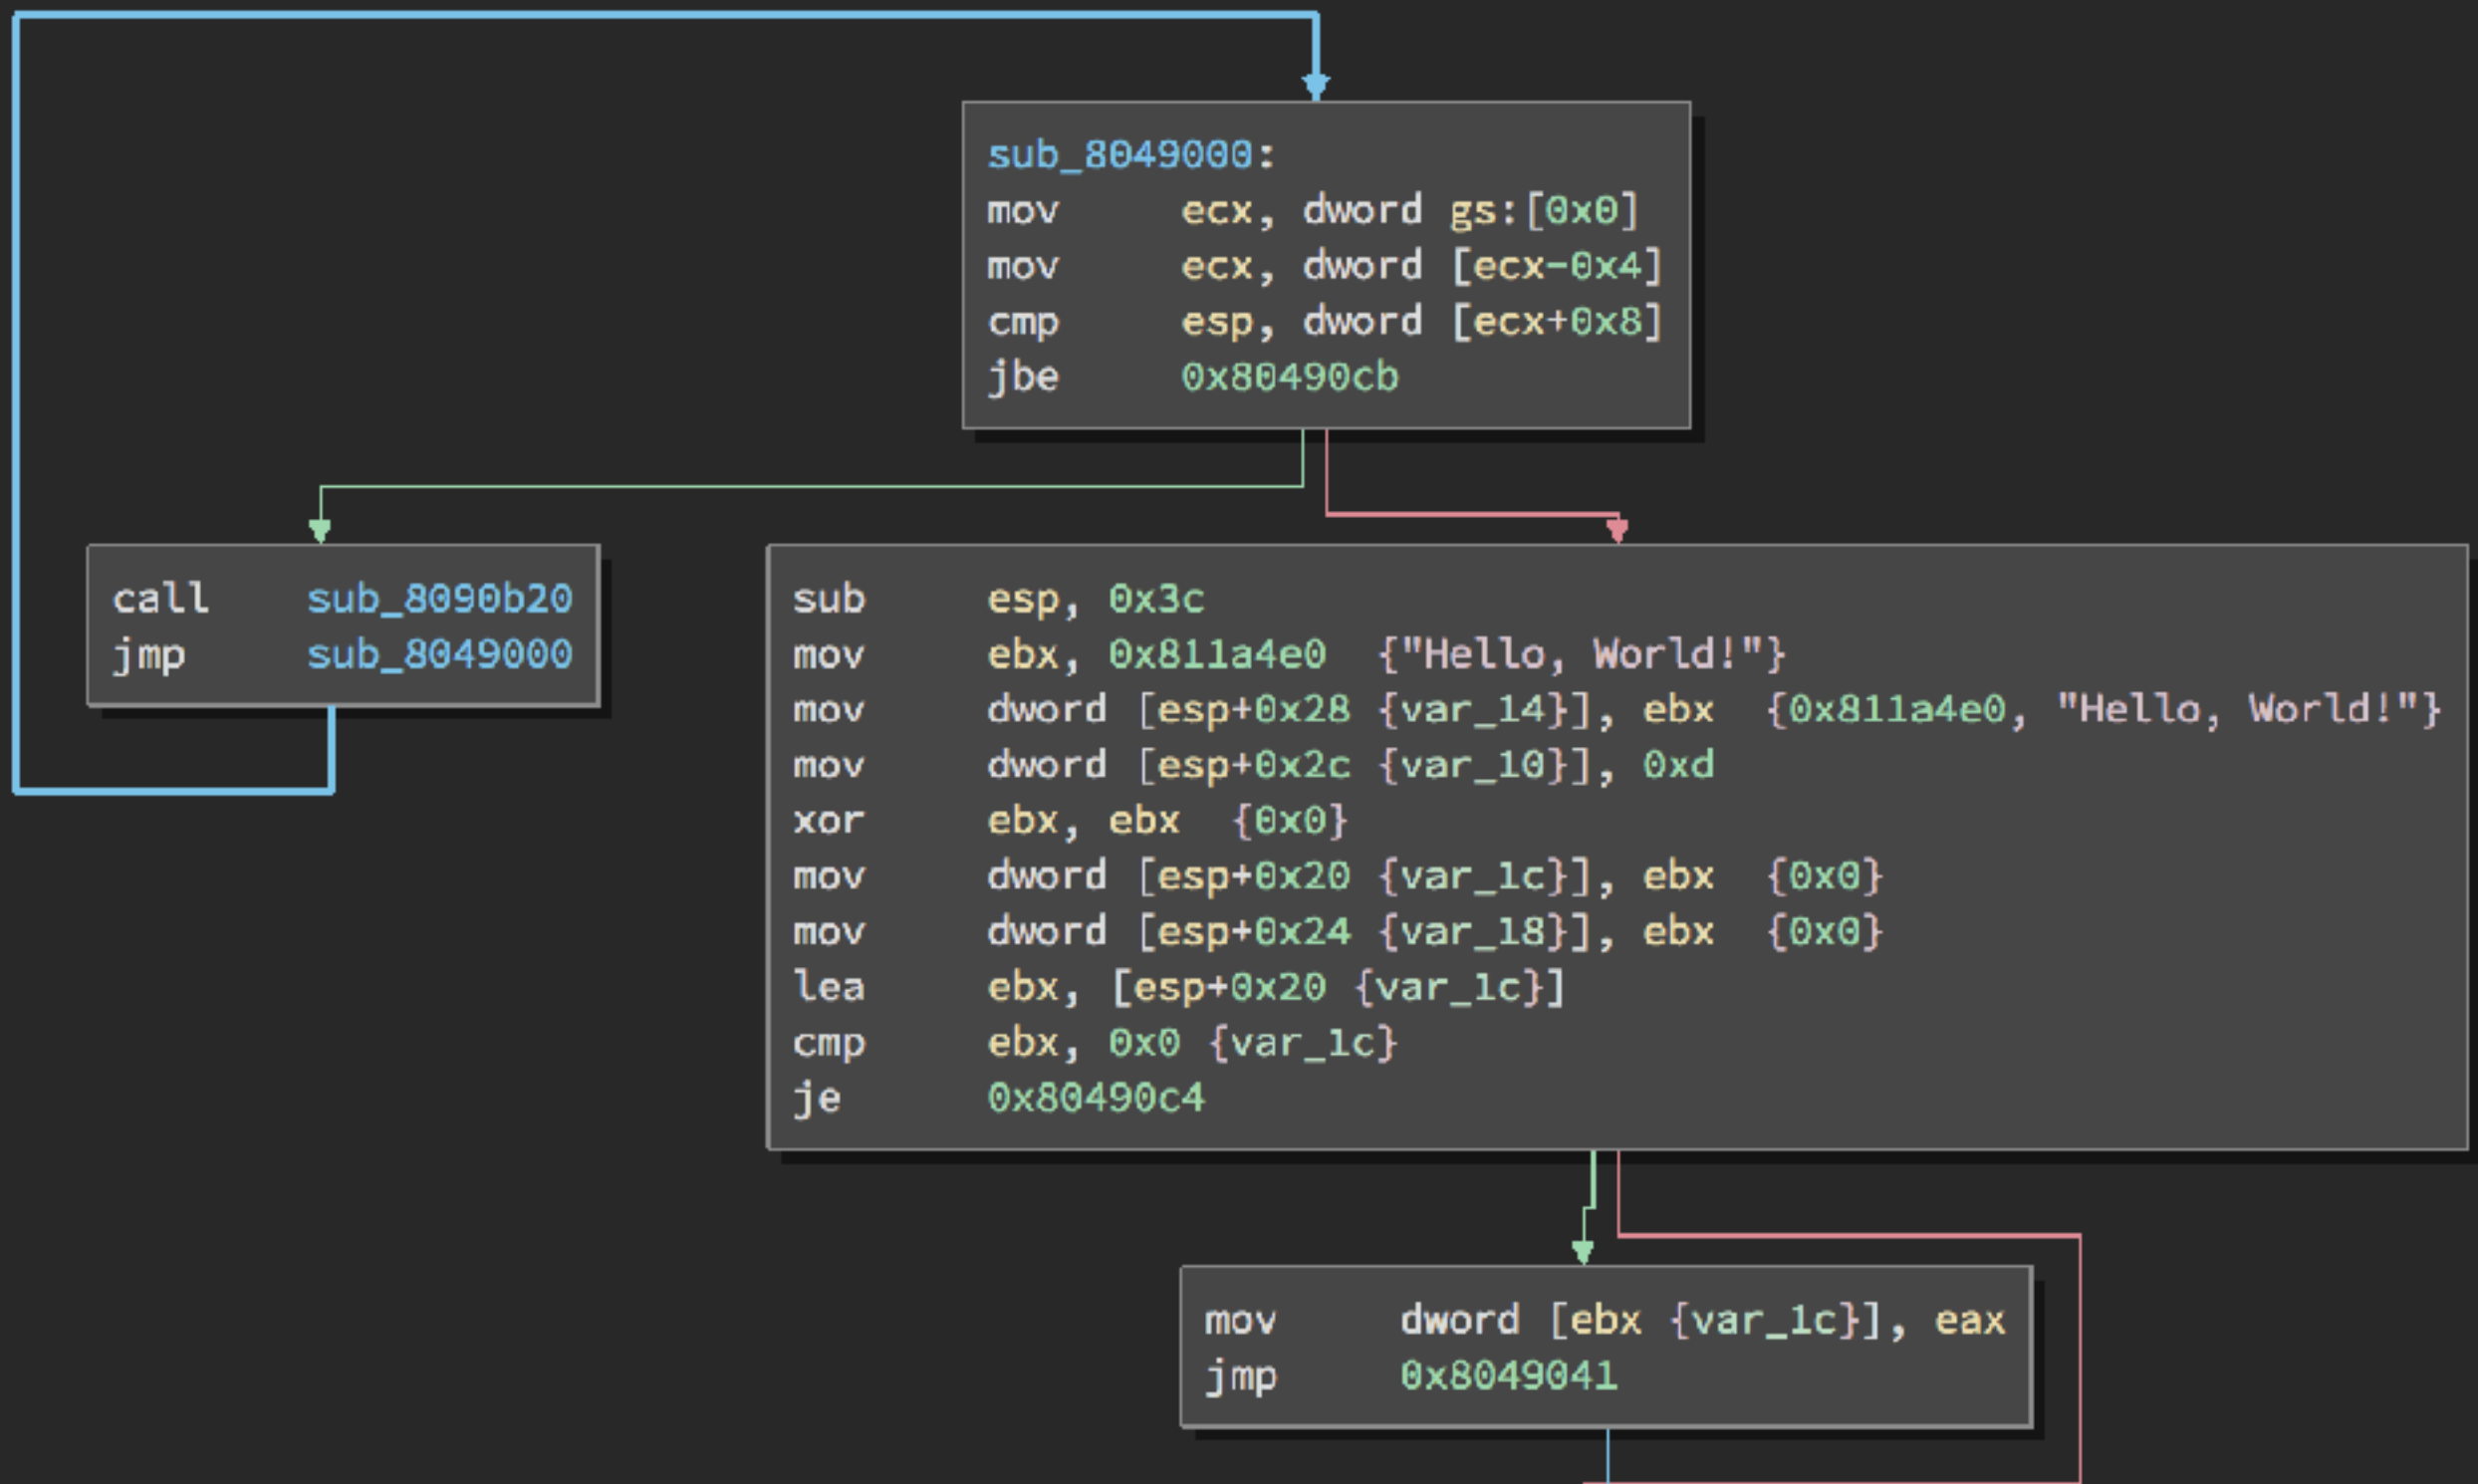 sub_8049000:
mov ecx, dword gs:[0x0]
mov ecx, dword [ecx-0x4]
cmp esp, dword [ecx+0x8]
jbe 0x80490cb
call sub_8090b20
jmp sub_8049000
sub esp, 0x3c
mov ebx, 0x811a4e0 {"Hello, World!"}
mov dword [esp+0x28 {var_14}], ebx {0x811a4e0, "Hello, World!"}
mov dword [esp+0x2c {var_10}], 0xd
xor ebx, ebx {0x0}
mov dword [esp+0x20 {var_1c}], ebx {0x0}
mov dword [esp+0x24 {var_18}], ebx {0x0}
lea ebx, [esp+0x20 {var_1c}]
cmp ebx, 0x0 {var_1c}
je 0x80490c4
mov dword [ebx {var_1c}], eax
jmp 0x8049041